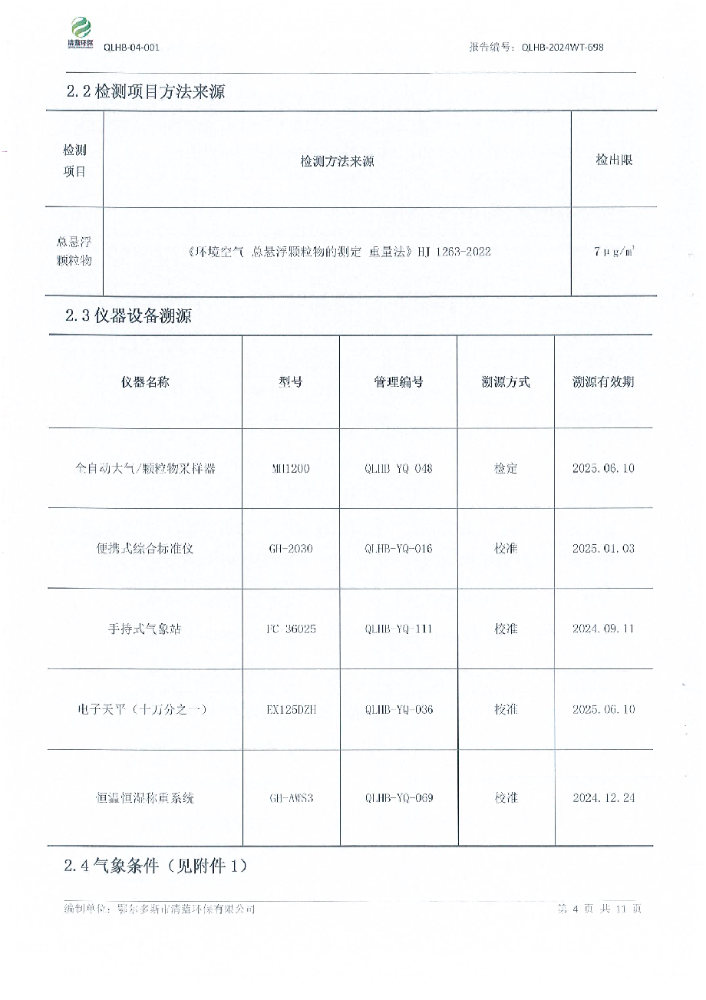 清蓝环保 QLHB-04-001 报告编号：QLHB-2024WT-698
2.2检测项目方法来源
检测项目 检测方法来源 检出限
总悬浮颗粒物 《环境空气 总悬浮颗粒物的测定 重量法》HJ 1263-2022 7μg/m³
2.3仪器设备溯源
仪器名称 型号 管理编号 溯源方式 溯源有效期
全自动大气/颗粒物采样器 MH1200 QLHB-YQ-048 检定 2025.06.10
便携式综合标准仪 GH-2030 QLHB-YQ-016 校准 2025.01.03
手持式气象站 FC-36025 QLHB-YQ-111 校准 2024.09.11
电子天平（十万分之一） EX125DZH QLHB-YQ-036 校准 2025.06.10
恒温恒湿称重系统 GH-AWS3 QLHB-YQ-069 校准 2024.12.24
2.4气象条件（见附件1）
编制单位：鄂尔多斯市清蓝环保有限公司 第 4 页 共 11 页